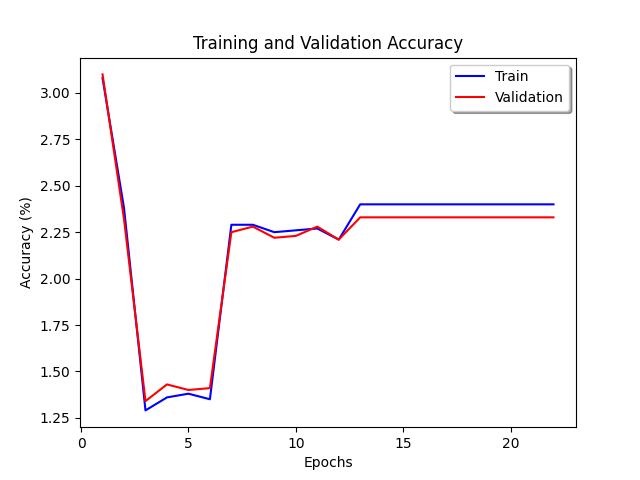 Training and Validation Accuracy
Train
Validation
Accuracy (%)
3.00
2.75
2.50
2.25
2.00
1.75
1.50
1.25
0 5 10 15 20
Epochs